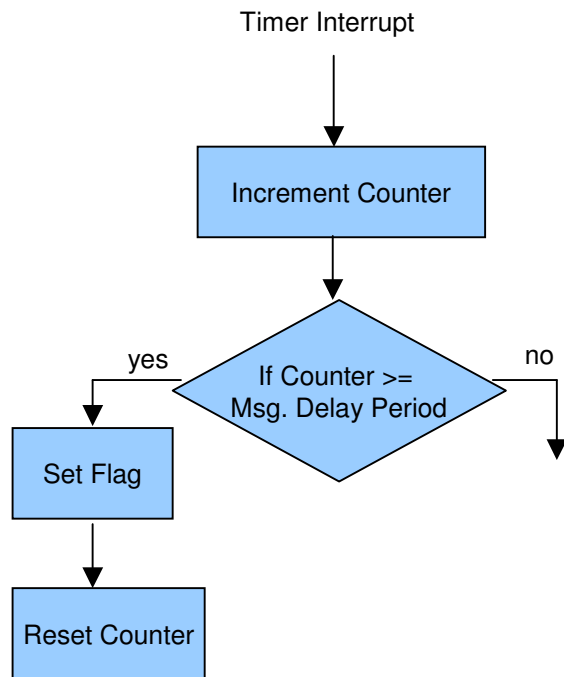 Timer Interrupt
Increment Counter
yes
no
If Counter >=
Msg. Delay Period
Set Flag
Reset Counter